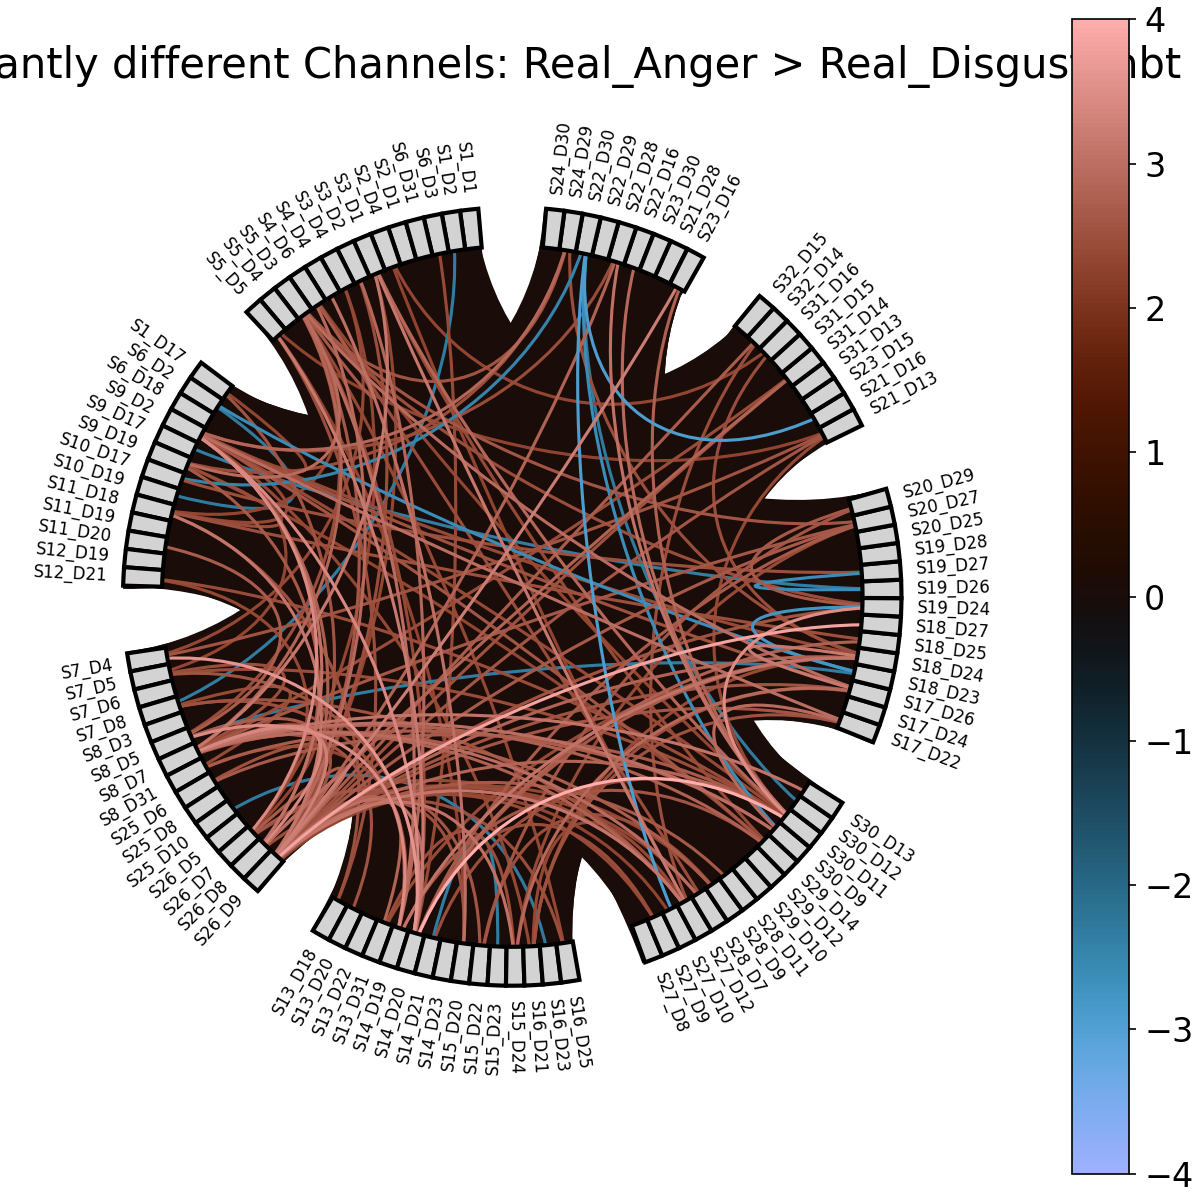 antly different Channels: Real_Anger > Real_Disgus
S1_D1
S1_D2
S6_D3
S6_D31
S2_D1
S2_D4
S3_D1
S3_D2
S3_D4
S4_D4
S4_D6
S5_D3
S5_D4
S5_D5
S1_D17
S6_D2
S6_D18
S9_D2
S9_D17
S9_D19
S10_D17
S10_D19
S11_D18
S11_D19
S11_D20
S12_D19
S12_D21
S7_D4
S7_D5
S7_D6
S7_D8
S8_D3
S8_D5
S8_D7
S8_D31
S25_D6
S25_D8
S25_D10
S26_D5
S26_D7
S26_D8
S26_D9
S13_D18
S13_D20
S13_D22
S13_D31
S14_D19
S14_D20
S14_D21
S14_D23
S15_D20
S15_D22
S15_D23
S15_D24
S16_D21
S16_D23
S16_D25
S27_D8
S27_D9
S27_D10
S27_D12
S28_D7
S28_D9
S28_D11
S29_D10
S29_D12
S29_D14
S30_D9
S30_D11
S30_D12
S30_D13
S17_D22
S17_D24
S17_D26
S18_D23
S18_D24
S18_D25
S18_D27
S19_D24
S19_D26
S19_D27
S19_D28
S20_D25
S20_D27
S20_D29
S21_D13
S21_D16
S23_D15
S31_D13
S31_D14
S31_D15
S31_D16
S32_D14
S32_D15
S23_D16
S21_D28
S23_D30
S22_D16
S22_D28
S22_D29
S22_D30
S24_D29
S24_D30
4
3
2
1
0
−1
−2
−3
−4